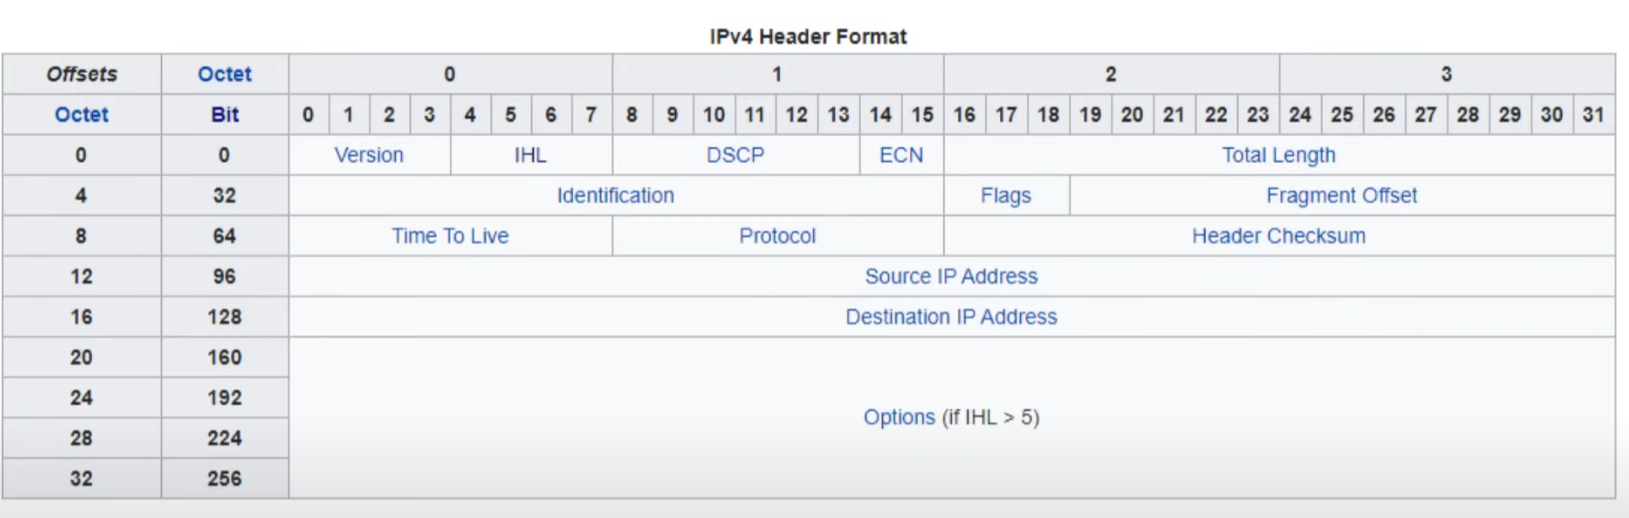 IPv4 Header Format
Offsets Octet 0 1 2 3
Octet Bit 0 1 2 3 4 5 6 7 8 9 10 11 12 13 14 15 16 17 18 19 20 21 22 23 24 25 26 27 28 29 30 31
0 0 Version IHL DSCP ECN Total Length
4 32 Identification Flags Fragment Offset
8 64 Time To Live Protocol Header Checksum
12 96 Source IP Address
16 128 Destination IP Address
20 160
24 192
Options (if IHL > 5)
28 224
32 256